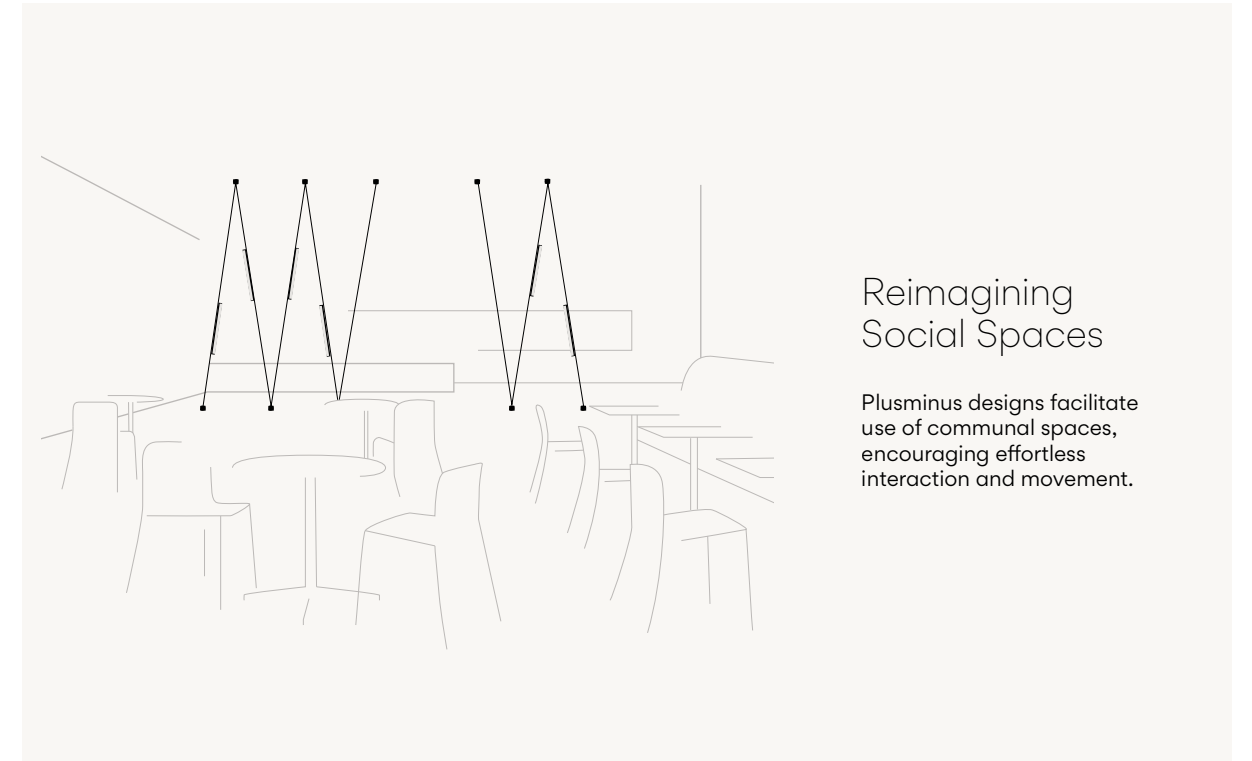 Reimagining
Social Spaces
Plusminus designs facilitate
use of communal spaces,
encouraging effortless
interaction and movement.